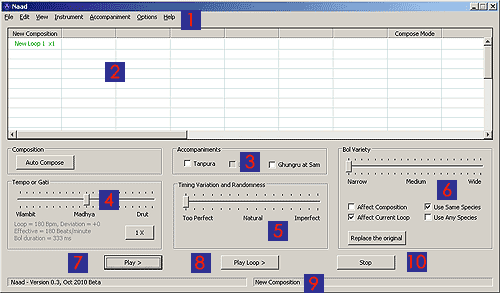 Naad
File Edit View Instrument Accompaniment Options Help
1
New Composition Compose Mode
New Loop 1 x1
2
Composition
Auto Compose
Accompaniments
Tanpura
3
Ghungru at Sam
Bol Variety
Narrow Medium Wide
6
Affect Composition Use Same Species
Affect Current Loop Use Any Species
Replace the original
Tempo or Gati
4
Vilambit Madhya Drut
Loop = 180 Bpm, Deviation = +0
Effective = 180 Beats/minute
Bol duration = 333 ms
1 X
Timing Variation and Randomness
Too Perfect Natural Imperfect
5
7 Play > 8 Play Loop > Stop 10
Naad - Version 0.3, Oct 2010 Beta
New Composition 9